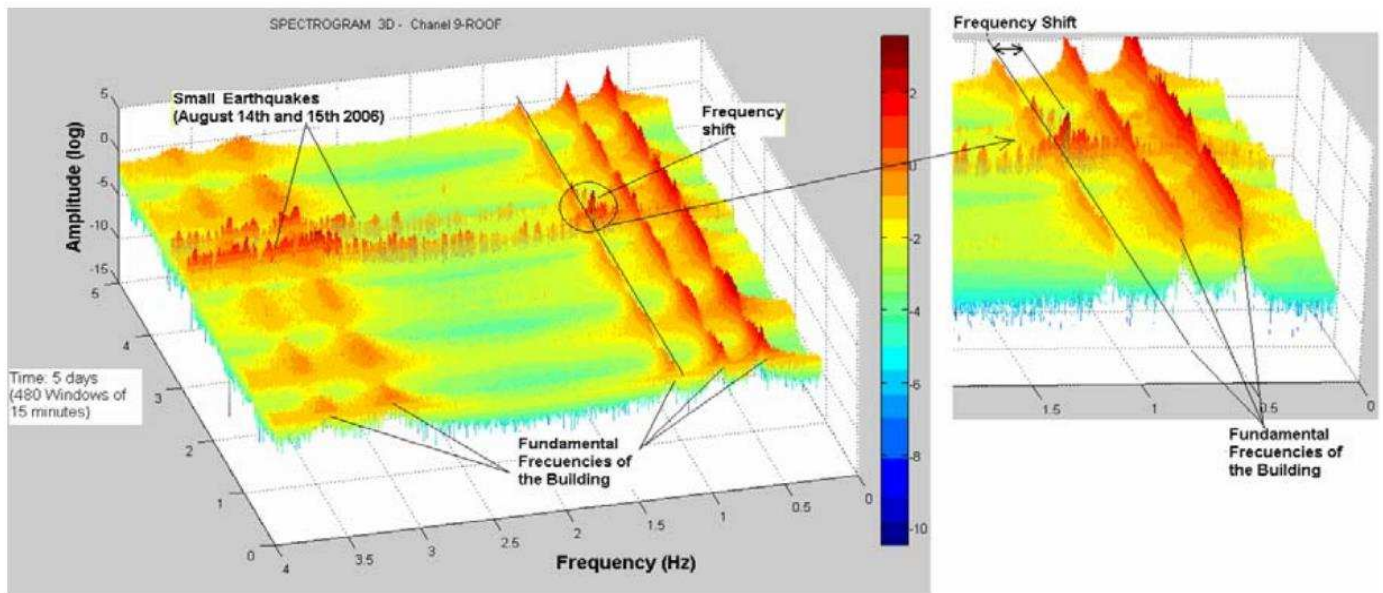 SPECTROGRAM 3D - Chanel 9-ROOF
Small Earthquakes
(August 14th and 15th 2006)
Frequency
shift
Amplitude (log)
5
0
-5
-10
-15
5
4
3
2
1
0
Time: 5 days
(480 Windows of
15 minutes)
Fundamental
Frecuencies of
the Building
4
3.5
3
2.5
2
1.5
1
0.5
0
Frequency (Hz)
2
0
-2
-4
-6
-8
-10
Frequency Shift
1.5
1
0.5
0
Fundamental
Frecuencies of
the Building